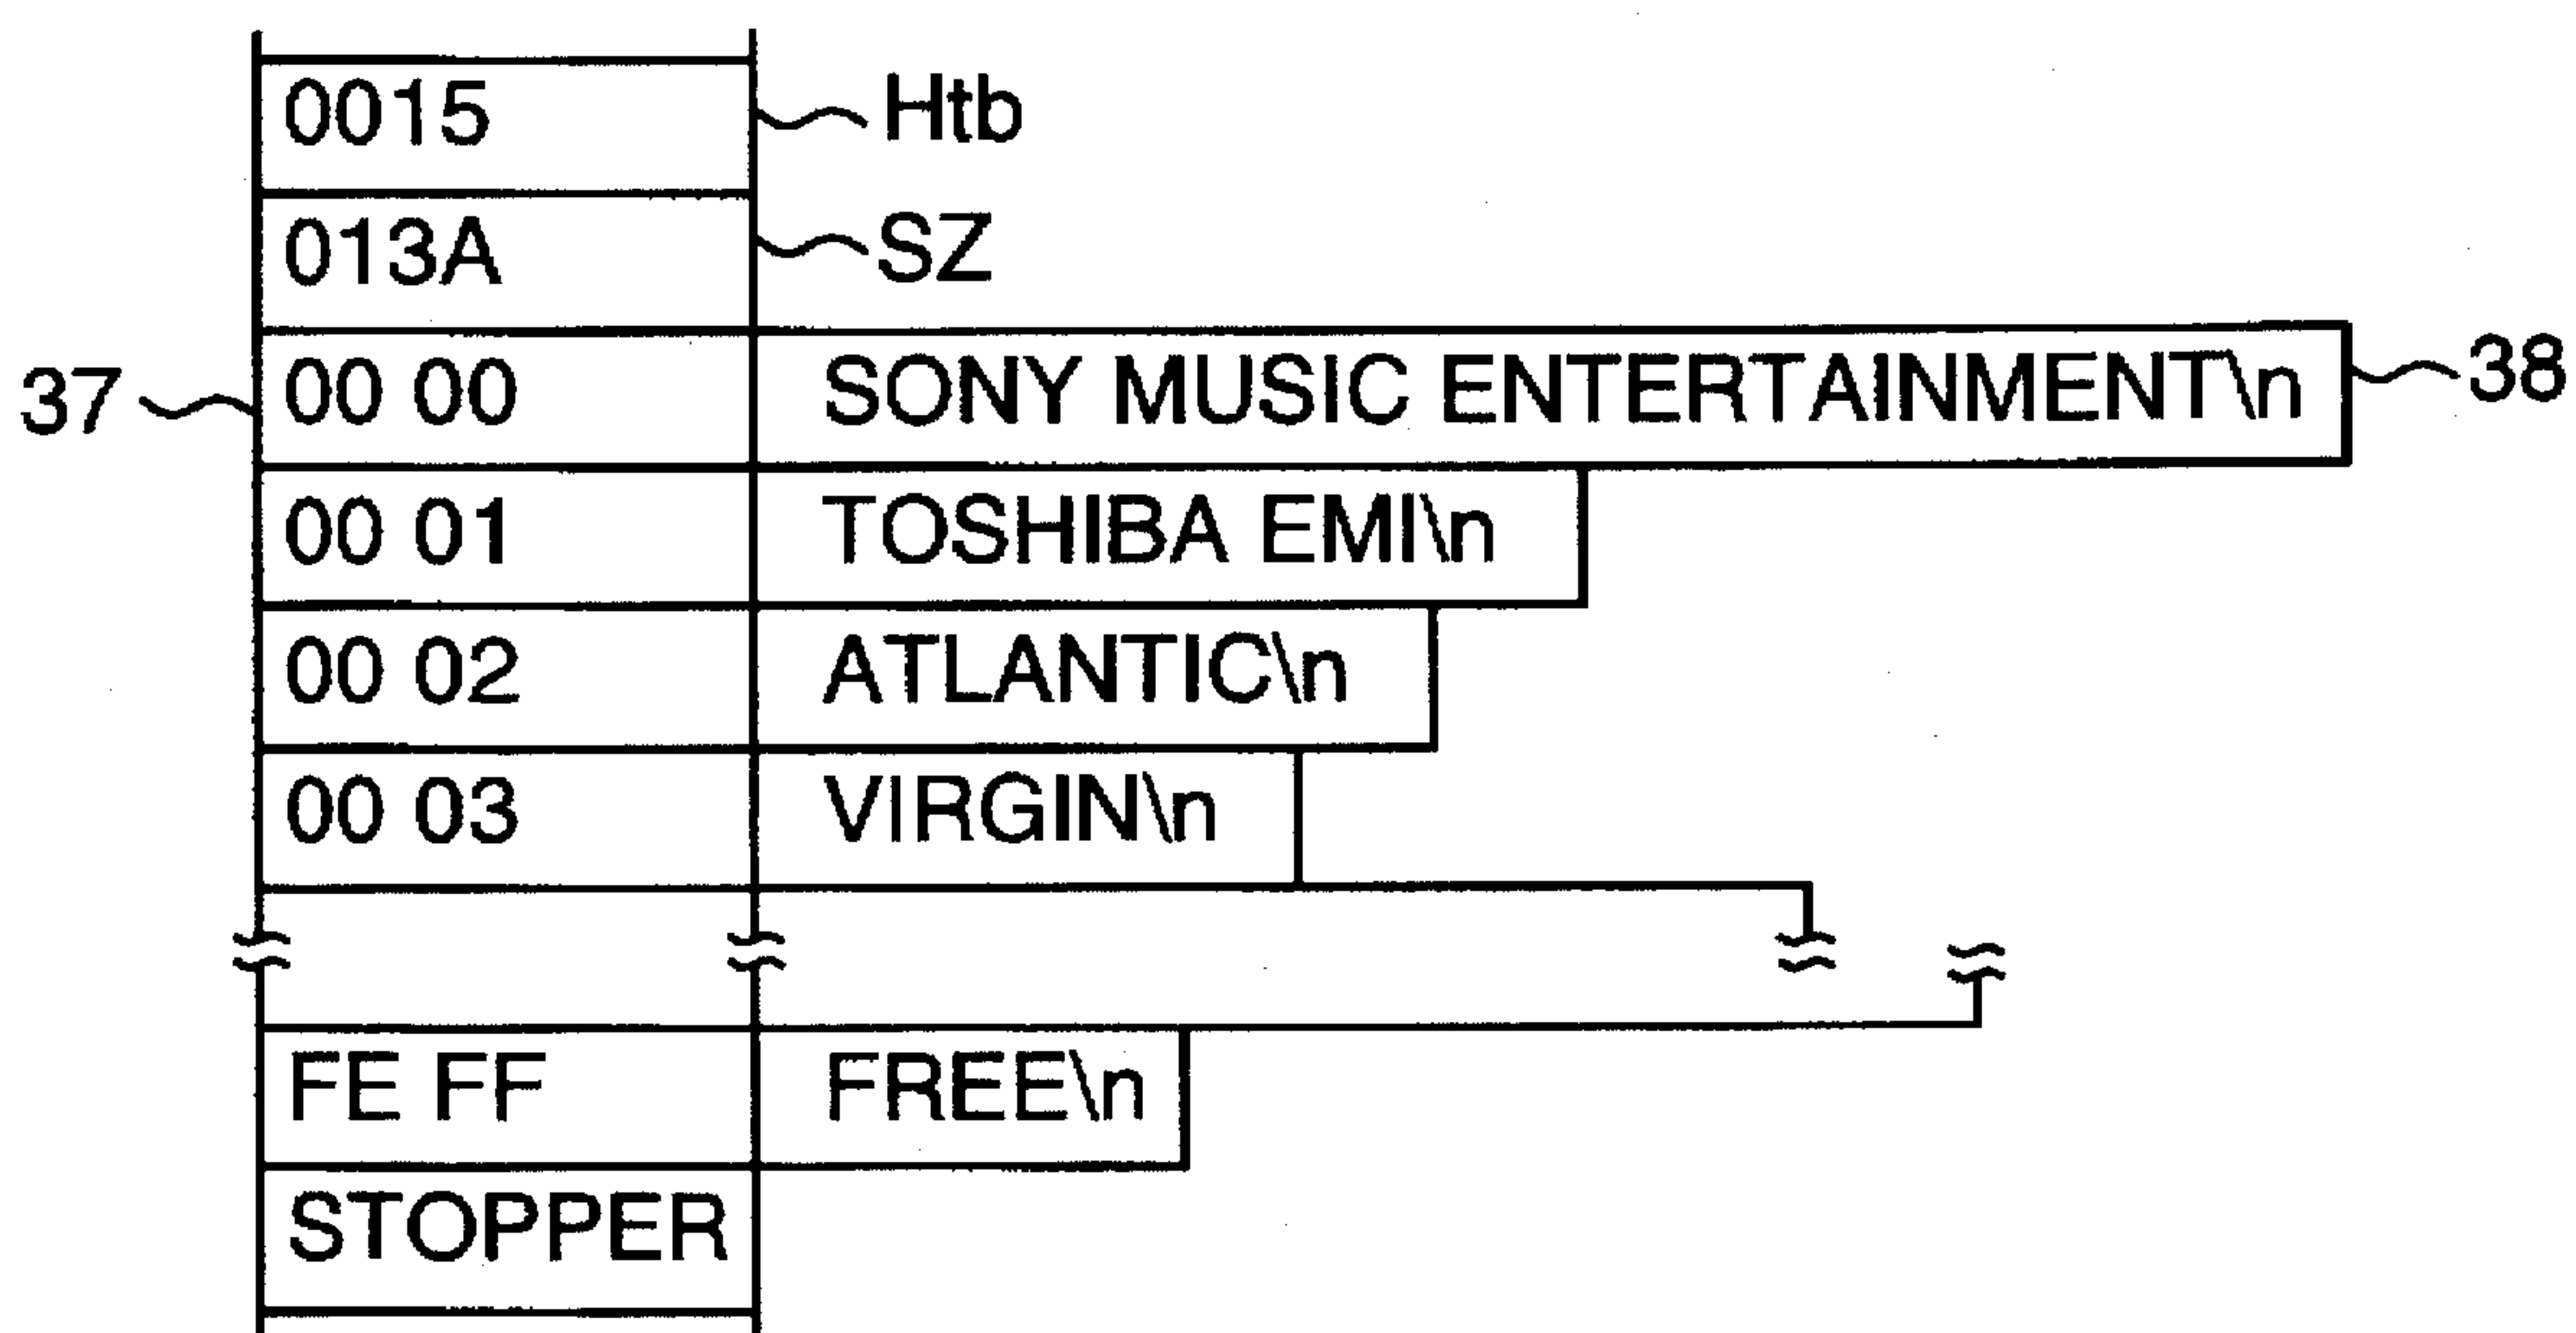 0015 Htb
013A SZ
37 00 00 SONY MUSIC ENTERTAINMENT\n 38
00 01 TOSHIBA EMI\n
00 02 ATLANTIC\n
00 03 VIRGIN\n
FE FF FREE\n
STOPPER